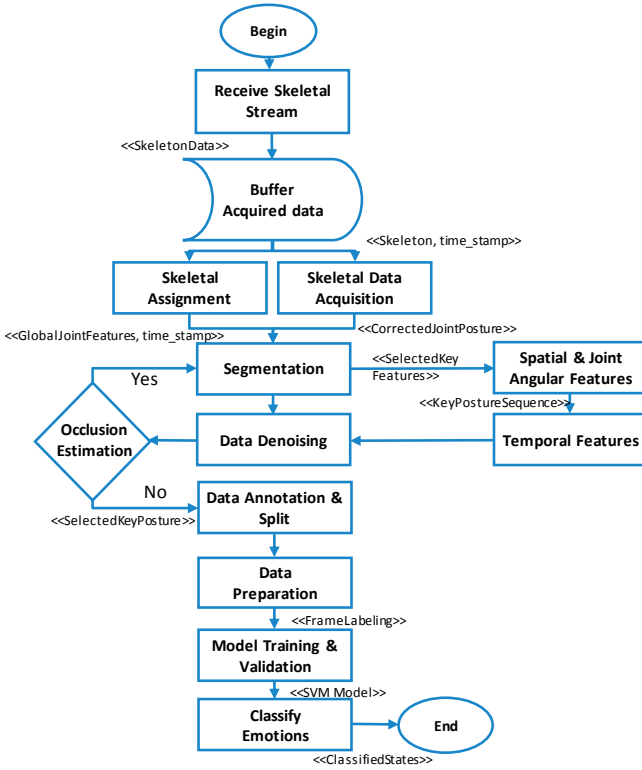 Begin
Receive Skeletal
Stream
<<SkeletonData>>
Buffer
Acquired data
<<Skeleton, time_stamp>>
Skeletal
Assignment
Skeletal Data
Acquisition
<<GlobalJointFeatures, time_stamp>>
<<CorrectedJointPosture>>
Segmentation
<<SelectedKey
Features>>
Spatial & Joint
Angular Features
Yes
<<KeyPostureSequence>>
Occlusion
Estimation
Data Denoising
Temporal Features
No
<<SelectedKeyPosture>>
Data Annotation &
Split
Data
Preparation
<<FrameLabeling>>
Model Training &
Validation
<<SVM Model>>
Classify
Emotions
End
<<ClassifiedStates>>